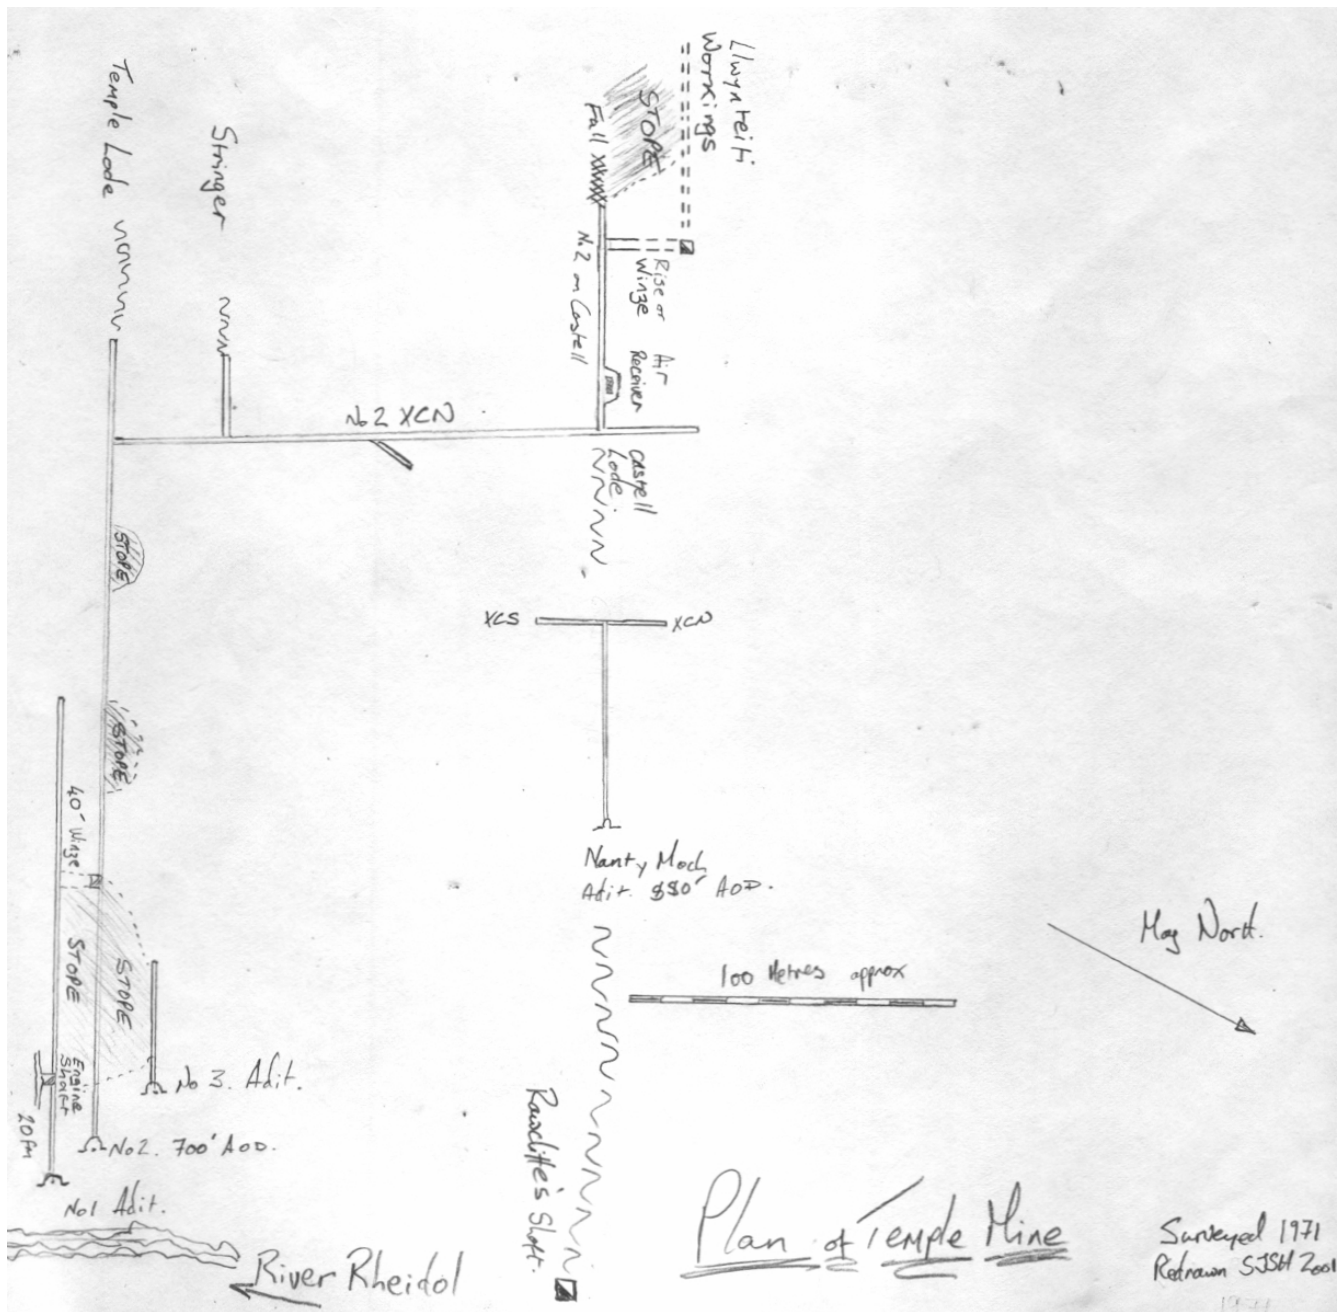 Temple Lode
Stringer
Llwynteifi
Workings
STOPE
Fall
No. 2 on Castell
Rise or
Winze
Air
Receiver
No 2 XCN
Castell
Lode.
STOPE
XCS
XCN
STOPE
40' Winze
Nant y Moch
Adit. 880' AOD.
Mag North.
100 Metres approx
STOPE
STOPE
Engine
Shaft
20 fm
No 3. Adit.
No 2. 700' AOD.
No 1 Adit.
River Rheidol
Rawcliffe's Shaft.
Plan of Temple Mine
Surveyed 1971
Redrawn SJSH 2001